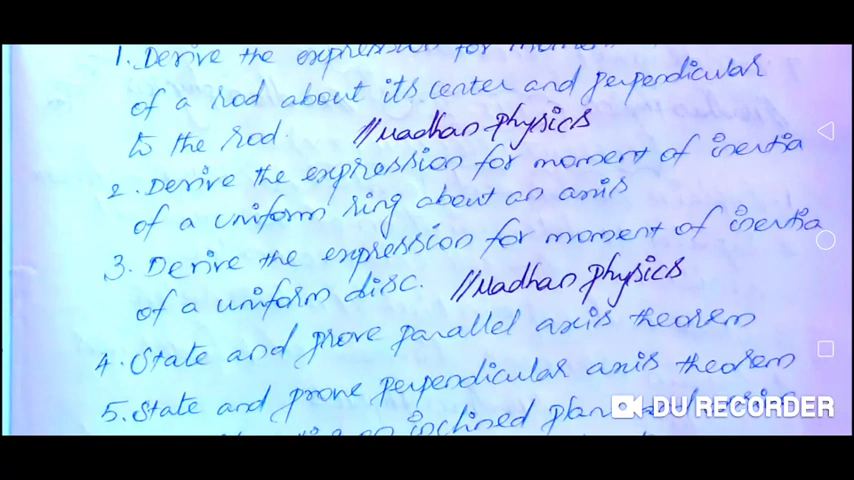 1. Derive the expression for moment
of a rod about its center and perpendicular
to the rod. //Madhan physics
2. Derive the expression for moment of inertia
of a uniform ring about an axis
3. Derive the expression for moment of inertia
of a uniform disc. //Madhan physics
4. State and prove parallel axis theorem
5. State and prove perpendicular axis theorem
inclined
DU RECORDER